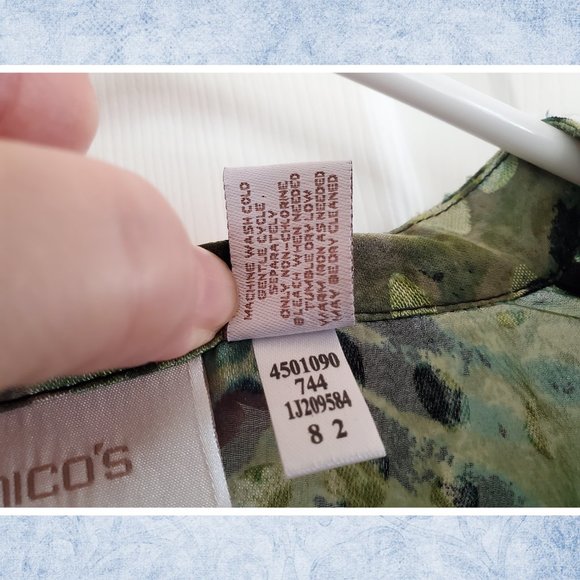 MACHINE WASH COLD
GENTLE CYCLE,
SEPARATELY
ONLY NON-CHLORINE
BLEACH WHEN NEEDED
TUMBLE DRY LOW
WARM IRON AS NEEDED
MAY BE DRY CLEANED
4501090
744
1J209584
8 2
ICO'S